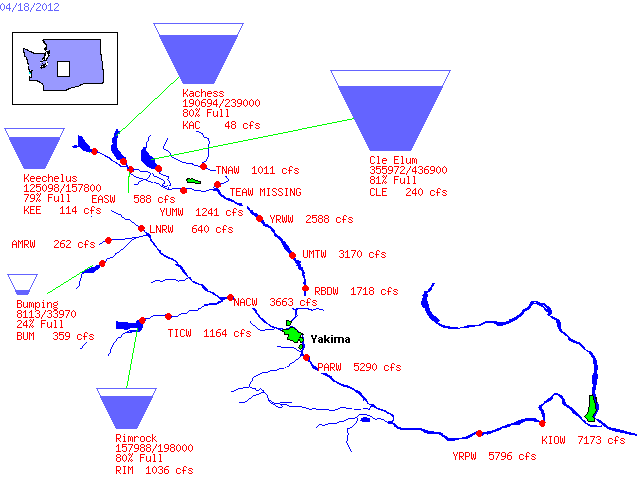 04/18/2012
Kachess
190694/239000
80% Full
KAC 48 cfs
Cle Elum
355972/436900
81% Full
CLE 240 cfs
Keechelus
125098/157800
79% Full
KEE 114 cfs
TNAW 1011 cfs
TEAW MISSING
EASW 588 cfs
YUMW 1241 cfs
YRWW 2588 cfs
LNRW 640 cfs
AMRW 262 cfs
UMTW 3170 cfs
RBDW 1718 cfs
Bumping
8113/33970
24% Full
BUM 359 cfs
NACW 3663 cfs
TICW 1164 cfs
Yakima
PARW 5290 cfs
Rimrock
157988/198000
80% Full
RIM 1036 cfs
KIOW 7173 cfs
YRPW 5796 cfs